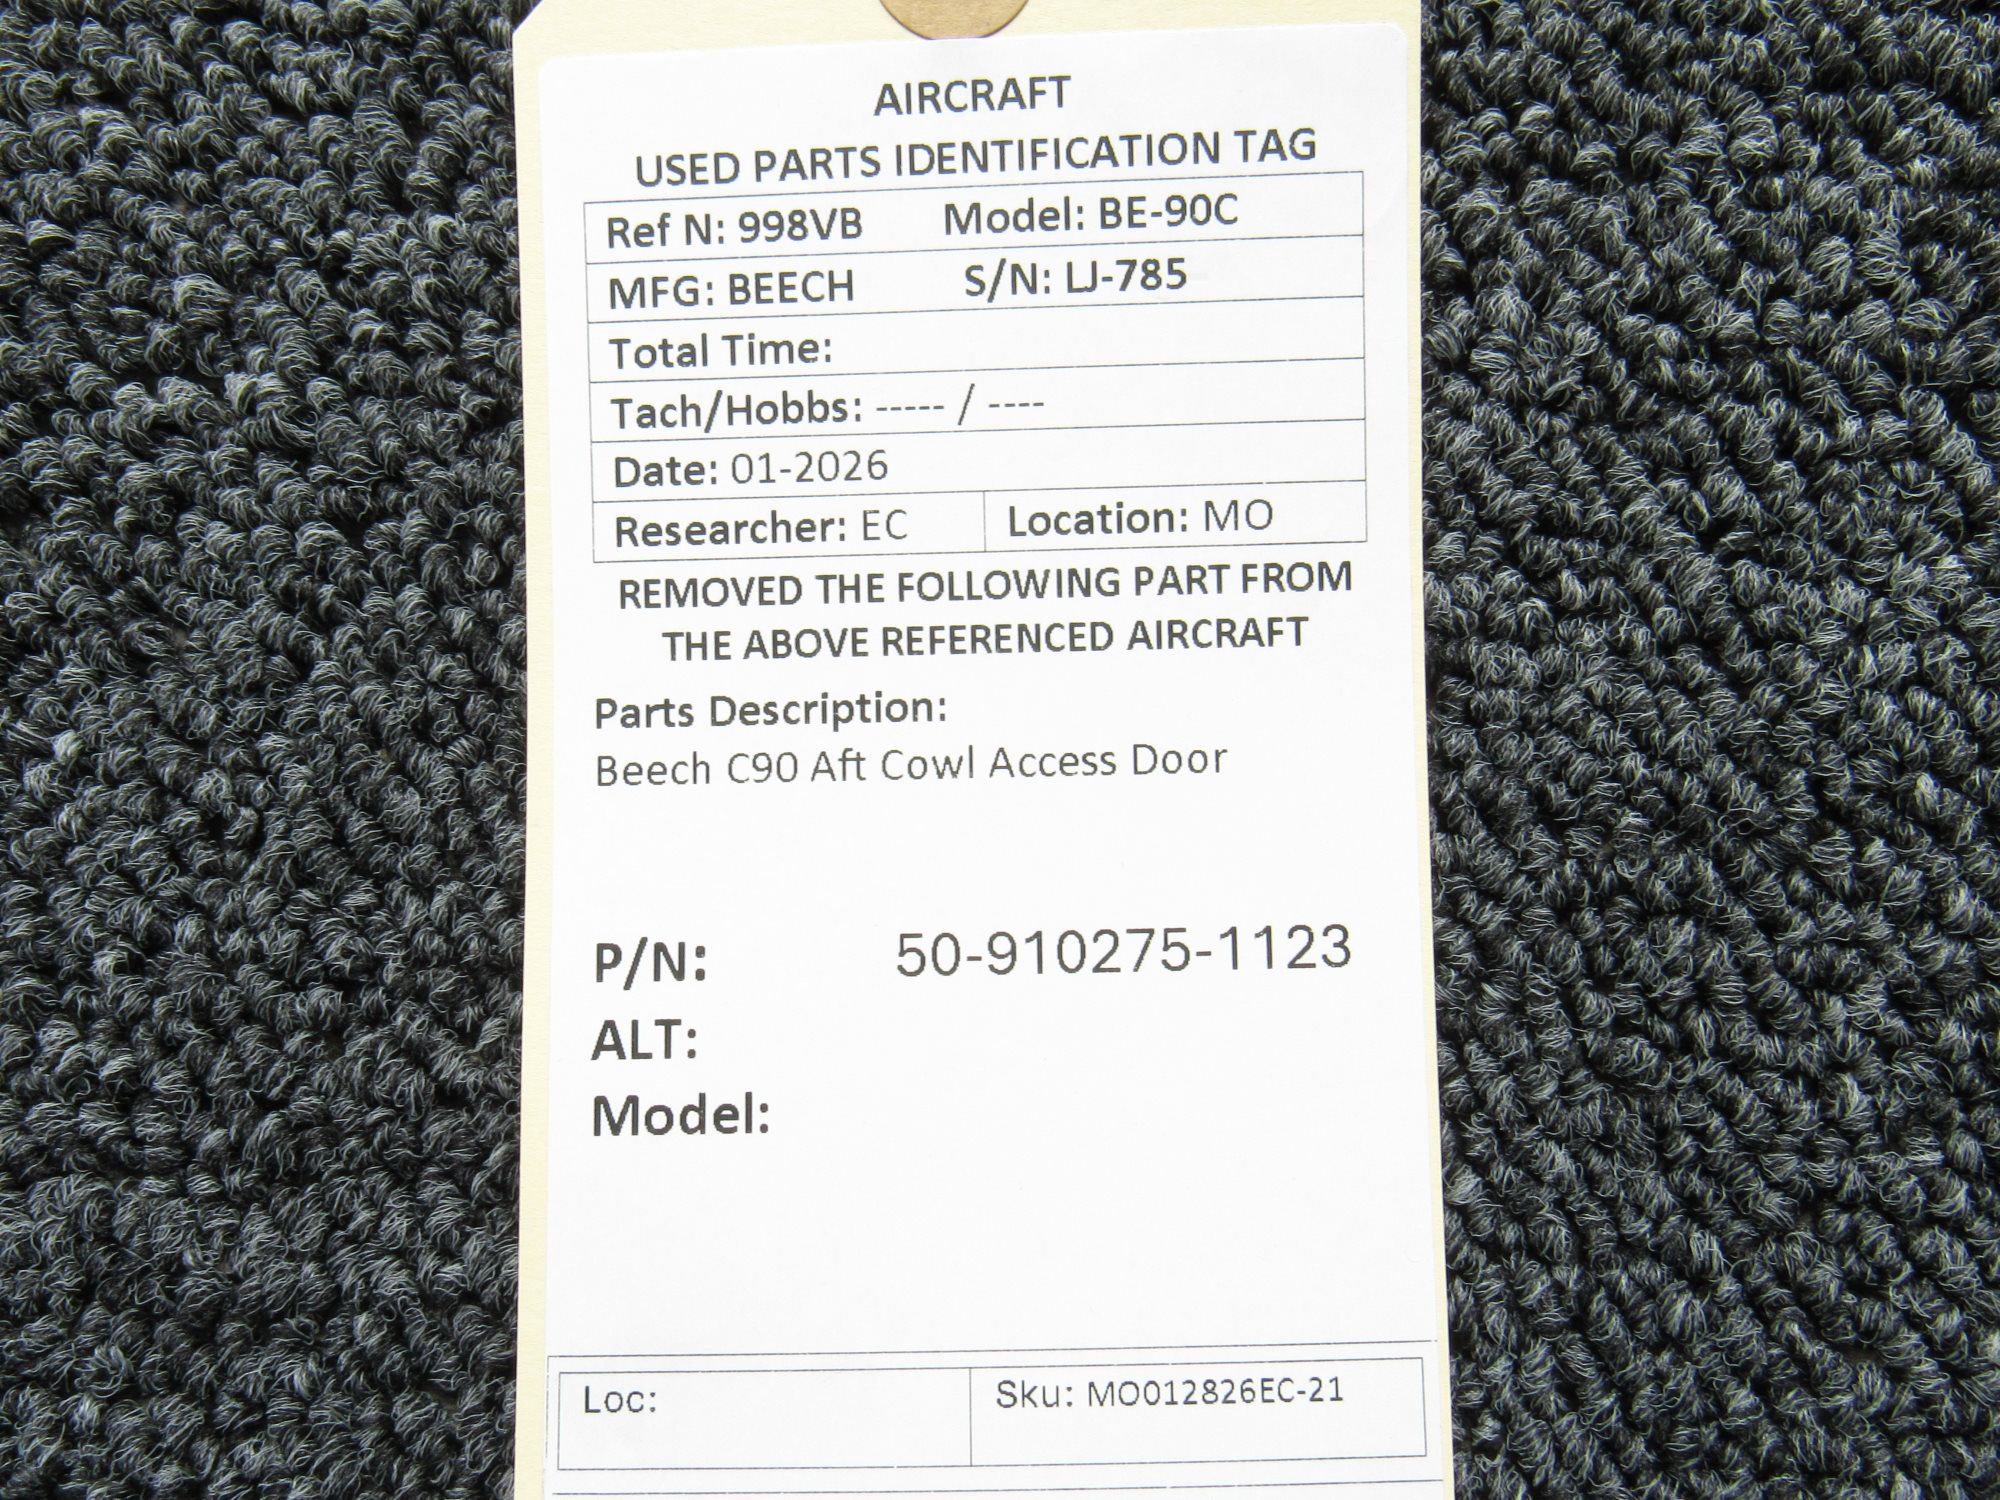 AIRCRAFT
USED PARTS IDENTIFICATION TAG
Ref N: 998VB Model: BE-90C
MFG: BEECH S/N: LJ-785
Total Time:
Tach/Hobbs: ----- / ----
Date: 01-2026
Researcher: EC Location: MO
REMOVED THE FOLLOWING PART FROM
THE ABOVE REFERENCED AIRCRAFT
Parts Description:
Beech C90 Aft Cowl Access Door
P/N: 50-910275-1123
ALT:
Model:
Loc: Sku: MO012826EC-21